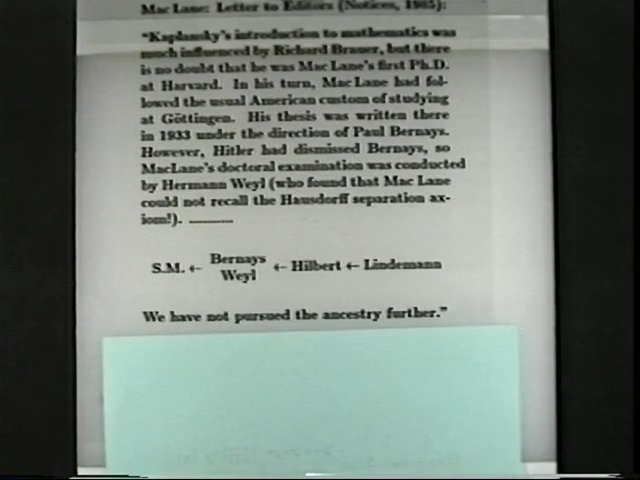 Mac Lane: Letter to Editors (Notices, 1985):
"Kaplansky's introduction to mathematics was
much influenced by Richard Brauer, but there
is no doubt that he was Mac Lane's first Ph.D.
at Harvard. In his turn, Mac Lane had fol-
lowed the usual American custom of studying
at Göttingen. His thesis was written there
in 1933 under the direction of Paul Bernays.
However, Hitler had dismissed Bernays, so
MacLane's doctoral examination was conducted
by Hermann Weyl (who found that Mac Lane
could not recall the Hausdorff separation ax-
iom!). ———
S.M. ← Bernays Weyl ← Hilbert ← Lindemann
We have not pursued the ancestry further."